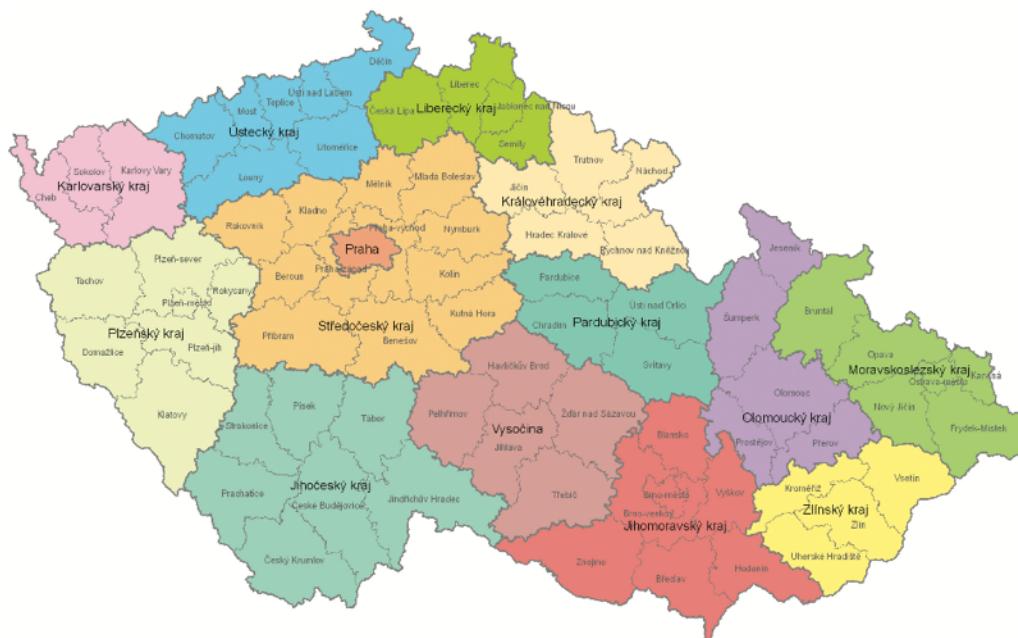 Děčín
Ústí nad Labem
Teplice
Most
Chomutov
Ústecký kraj
Litoměřice
Louny
Liberec
Česká Lípa
Liberecký kraj
Jablonec nad Nisou
Semily
Sokolov
Karlovy Vary
Karlovarský kraj
Cheb
Trutnov
Náchod
Jičín
Královéhradecký kraj
Hradec Králové
Rychnov nad Kněžnou
Mělník
Mladá Boleslav
Kladno
Rakovník
Praha-východ
Nymburk
Praha
Beroun
Praha-západ
Kolín
Kutná Hora
Příbram
Středočeský kraj
Benešov
Plzeň-sever
Tachov
Rokycany
Plzeň-město
Plzeňský kraj
Domažlice
Plzeň-jih
Klatovy
Pardubice
Ústí nad Orlicí
Chrudim
Pardubický kraj
Svitavy
Jeseník
Šumperk
Olomouc
Olomoucký kraj
Prostějov
Přerov
Bruntál
Opava
Moravskoslezský kraj
Ostrava-město
Karviná
Nový Jičín
Frýdek-Místek
Havlíčkův Brod
Pelhřimov
Žďár nad Sázavou
Vysočina
Jihlava
Třebíč
Písek
Tábor
Strakonice
Prachatice
Jihočeský kraj
České Budějovice
Jindřichův Hradec
Český Krumlov
Blansko
Brno-město
Vyškov
Brno-venkov
Jihomoravský kraj
Znojmo
Břeclav
Hodonín
Vsetín
Kroměříž
Zlínský kraj
Zlín
Uherské Hradiště